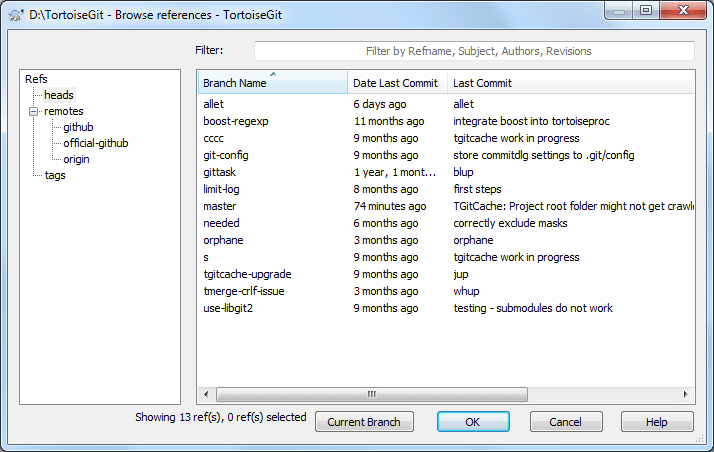 D:\TortoiseGit - Browse references - TortoiseGit
Filter: Filter by Refname, Subject, Authors, Revisions
Refs
heads
remotes
github
official-github
origin
tags
Branch Name Date Last Commit Last Commit
allet 6 days ago allet
boost-regexp 11 months ago integrate boost into tortoiseproc
cccc 9 months ago tgitcache work in progress
git-config 9 months ago store commitdlg settings to .git/config
gittask 1 year, 1 mont... blup
limit-log 8 months ago first steps
master 74 minutes ago TGitCache: Project root folder might not get crawle
needed 6 months ago correctly exclude masks
orphane 3 months ago orphane
s 9 months ago tgitcache work in progress
tgitcache-upgrade 9 months ago jup
tmerge-crlf-issue 3 months ago whup
use-libgit2 9 months ago testing - submodules do not work
Showing 13 ref(s), 0 ref(s) selected Current Branch OK Cancel Help